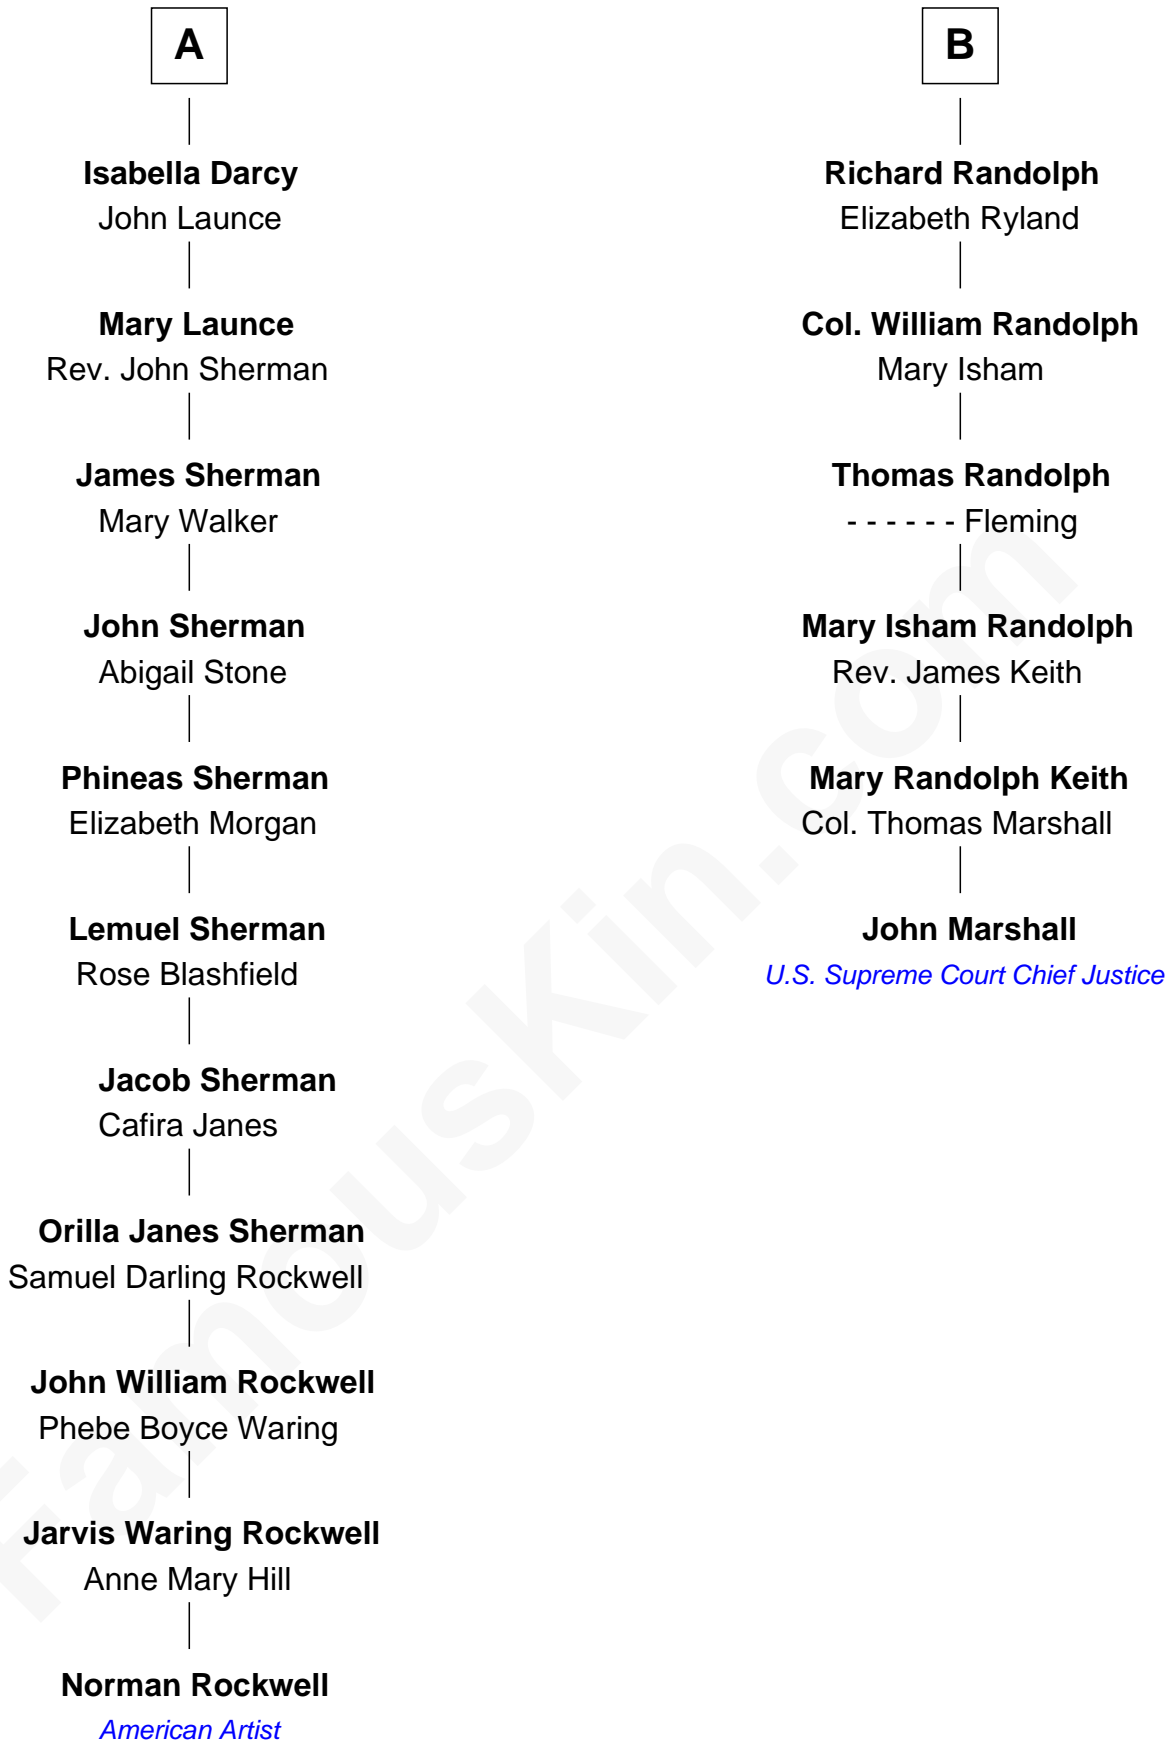 A
Isabella Darcy
John Launce
Mary Launce
Rev. John Sherman
James Sherman
Mary Walker
John Sherman
Abigail Stone
Phineas Sherman
Elizabeth Morgan
Lemuel Sherman
Rose Blashfield
Jacob Sherman
Cafira Janes
Orilla Janes Sherman
Samuel Darling Rockwell
John William Rockwell
Phebe Boyce Waring
Jarvis Waring Rockwell
Anne Mary Hill
Norman Rockwell
American Artist
B
Richard Randolph
Elizabeth Ryland
Col. William Randolph
Mary Isham
Thomas Randolph
- - - - - - Fleming
Mary Isham Randolph
Rev. James Keith
Mary Randolph Keith
Col. Thomas Marshall
John Marshall
U.S. Supreme Court Chief Justice
FamousKin.com